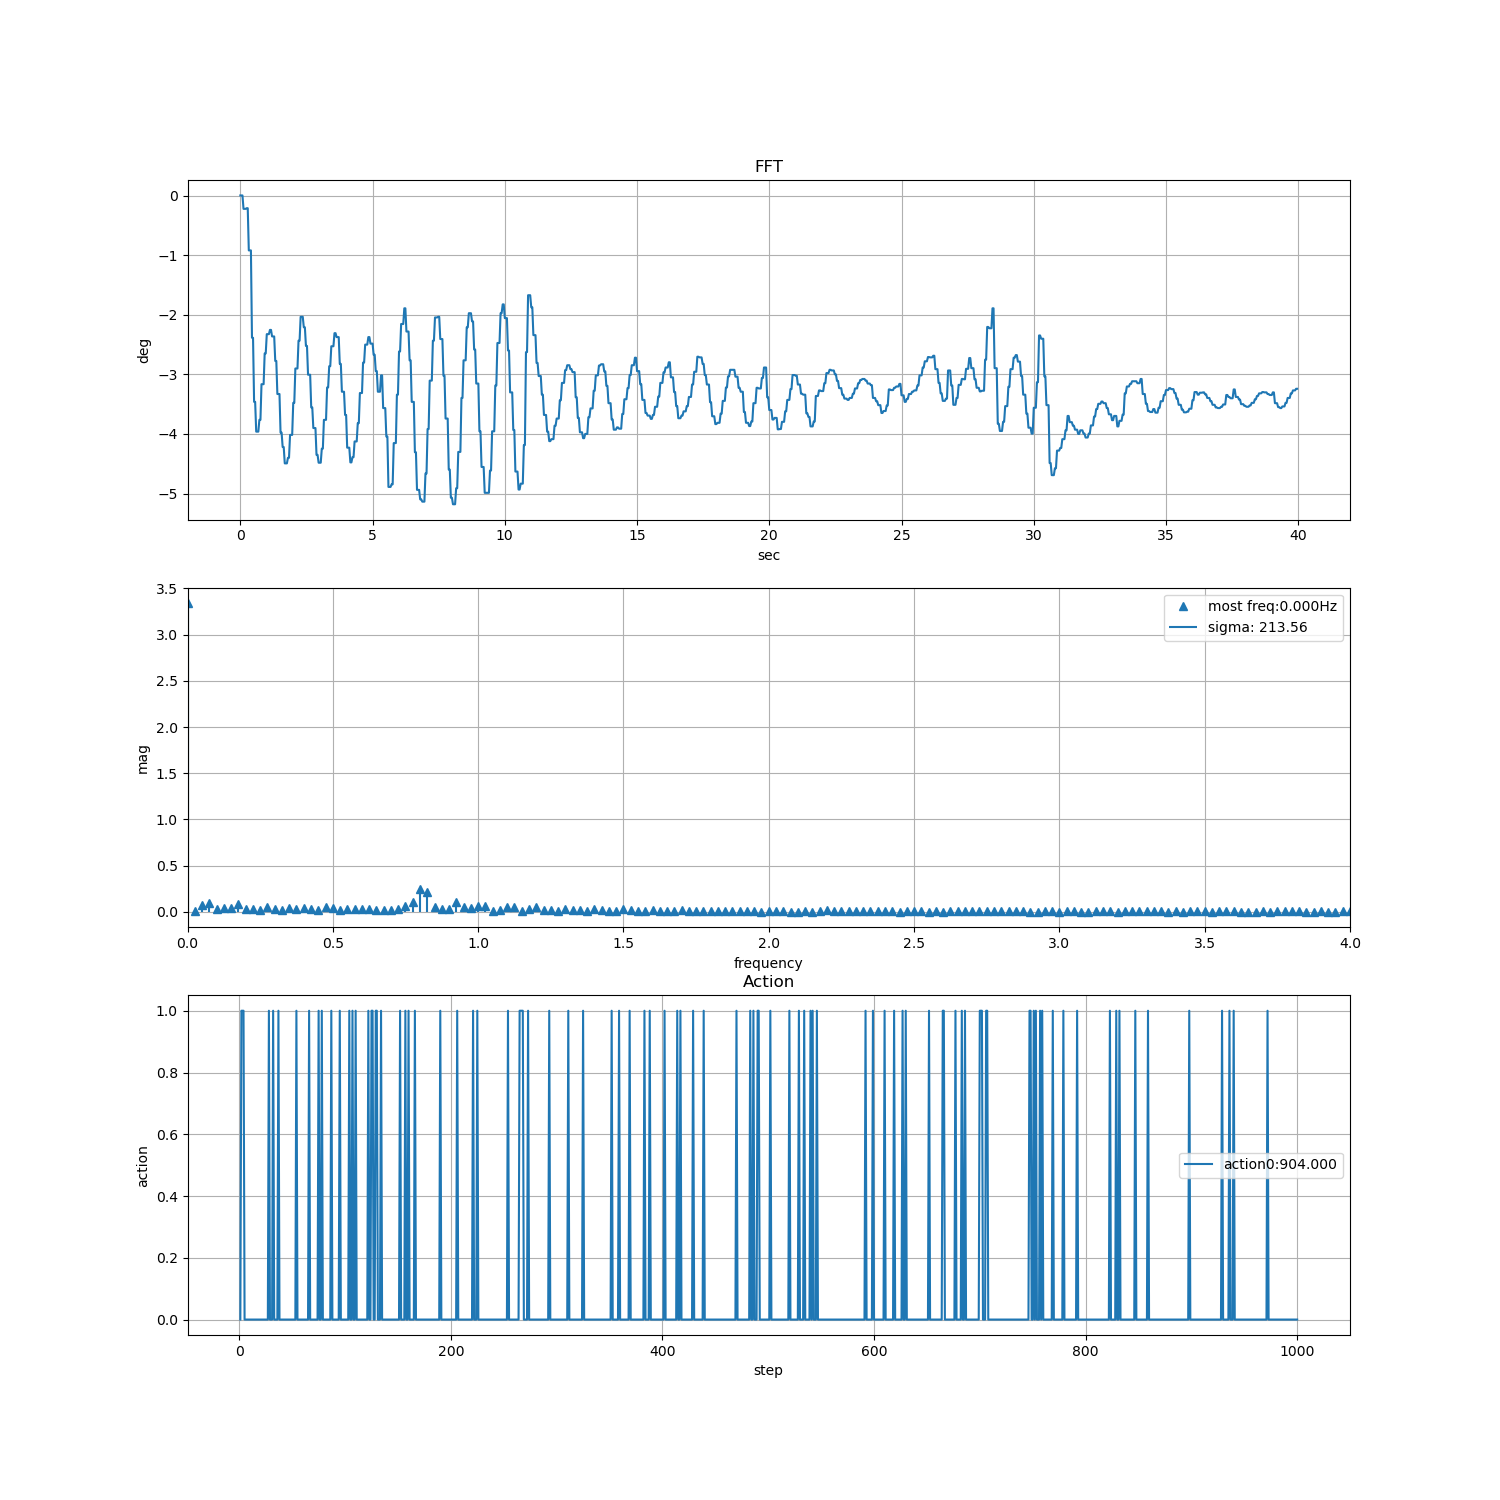 FFT
0
−1
−2
−3
−4
−5
deg
0 5 10 15 20 25 30 35 40
sec
3.5
3.0
2.5
2.0
1.5
1.0
0.5
0.0
mag
most freq:0.000Hz
sigma: 213.56
0.0 0.5 1.0 1.5 2.0 2.5 3.0 3.5 4.0
frequency
Action
1.0
0.8
0.6
0.4
0.2
0.0
action
action0:904.000
0 200 400 600 800 1000
step